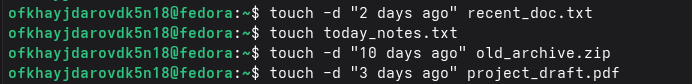 ofkhayjdarovdk5n18@fedora:~$ touch -d "2 days ago" recent_doc.txt
ofkhayjdarovdk5n18@fedora:~$ touch today_notes.txt
ofkhayjdarovdk5n18@fedora:~$ touch -d "10 days ago" old_archive.zip
ofkhayjdarovdk5n18@fedora:~$ touch -d "3 days ago" project_draft.pdf